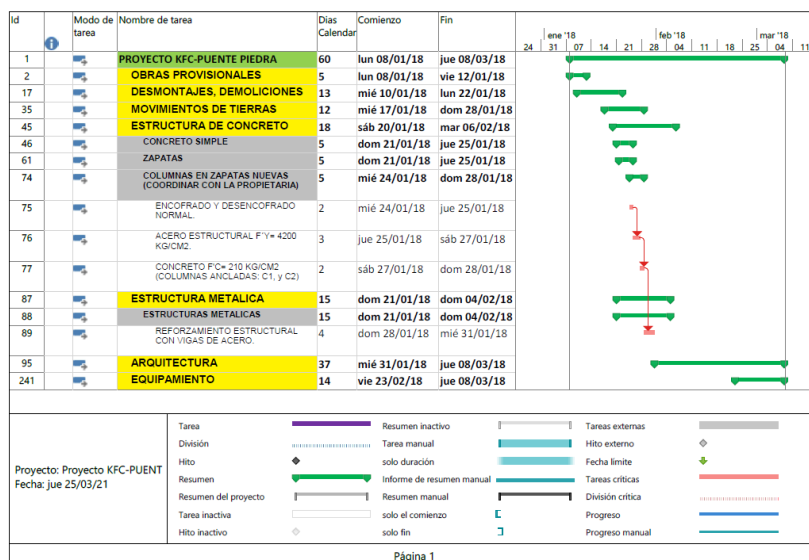 Id
Modo de tarea
Nombre de tarea
Dias Calendar
Comienzo
Fin
ene '18
feb '18
mar '18
24 31 07 14 21 28 04 11 18 25 04 11
1 PROYECTO KFC-PUENTE PIEDRA 60 lun 08/01/18 jue 08/03/18
2 OBRAS PROVISIONALES 5 lun 08/01/18 vie 12/01/18
17 DESMONTAJES, DEMOLICIONES 13 mié 10/01/18 lun 22/01/18
35 MOVIMIENTOS DE TIERRAS 12 mié 17/01/18 dom 28/01/18
45 ESTRUCTURA DE CONCRETO 18 sáb 20/01/18 mar 06/02/18
46 CONCRETO SIMPLE 5 dom 21/01/18 jue 25/01/18
61 ZAPATAS 5 dom 21/01/18 jue 25/01/18
74 COLUMNAS EN ZAPATAS NUEVAS (COORDINAR CON LA PROPIETARIA) 5 mié 24/01/18 dom 28/01/18
75 ENCOFRADO Y DESENCOFRADO NORMAL. 2 mié 24/01/18 jue 25/01/18
76 ACERO ESTRUCTURAL F'Y= 4200 KG/CM2. 3 jue 25/01/18 sáb 27/01/18
77 CONCRETO F'C= 210 KG/CM2 (COLUMNAS ANCLADAS: C1, y C2) 2 sáb 27/01/18 dom 28/01/18
87 ESTRUCTURA METALICA 15 dom 21/01/18 dom 04/02/18
88 ESTRUCTURAS METALICAS 15 dom 21/01/18 dom 04/02/18
89 REFORZAMIENTO ESTRUCTURAL CON VIGAS DE ACERO. 4 dom 28/01/18 mié 31/01/18
95 ARQUITECTURA 37 mié 31/01/18 jue 08/03/18
241 EQUIPAMIENTO 14 vie 23/02/18 jue 08/03/18
Proyecto: Proyecto KFC-PUENT
Fecha: jue 25/03/21
Tarea
División
Hito
Resumen
Resumen del proyecto
Tarea inactiva
Hito inactivo
Resumen inactivo
Tarea manual
solo duración
Informe de resumen manual
Resumen manual
solo el comienzo
solo fin
Tareas externas
Hito externo
Fecha límite
Tareas críticas
División crítica
Progreso
Progreso manual
Página 1